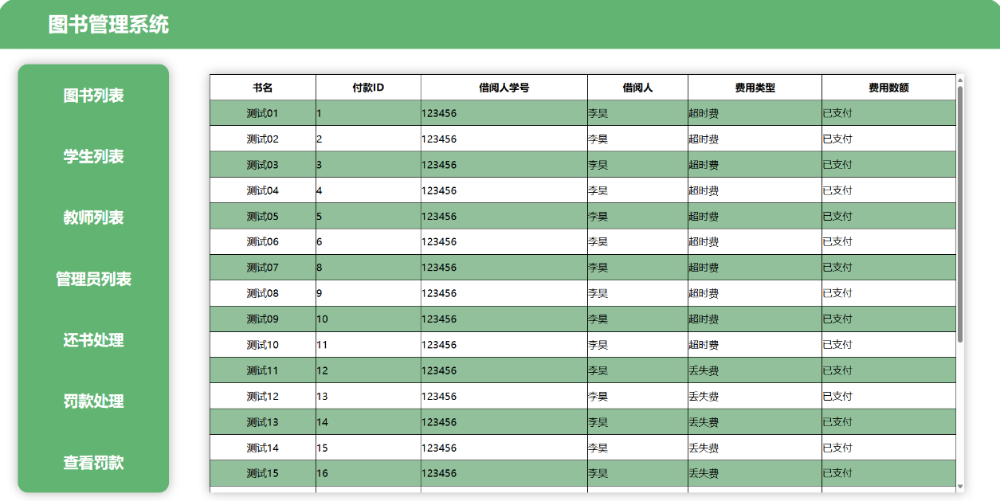 图书管理系统
图书列表
学生列表
教师列表
管理员列表
还书处理
罚款处理
查看罚款
书名 付款ID 借阅人学号 借阅人 费用类型 费用数额
测试01 1 123456 李昊 超时费 已支付
测试02 2 123456 李昊 超时费 已支付
测试03 3 123456 李昊 超时费 已支付
测试04 4 123456 李昊 超时费 已支付
测试05 5 123456 李昊 超时费 已支付
测试06 6 123456 李昊 超时费 已支付
测试07 8 123456 李昊 超时费 已支付
测试08 9 123456 李昊 超时费 已支付
测试09 10 123456 李昊 超时费 已支付
测试10 11 123456 李昊 超时费 已支付
测试11 12 123456 李昊 丢失费 已支付
测试12 13 123456 李昊 丢失费 已支付
测试13 14 123456 李昊 丢失费 已支付
测试14 15 123456 李昊 丢失费 已支付
测试15 16 123456 李昊 丢失费 已支付